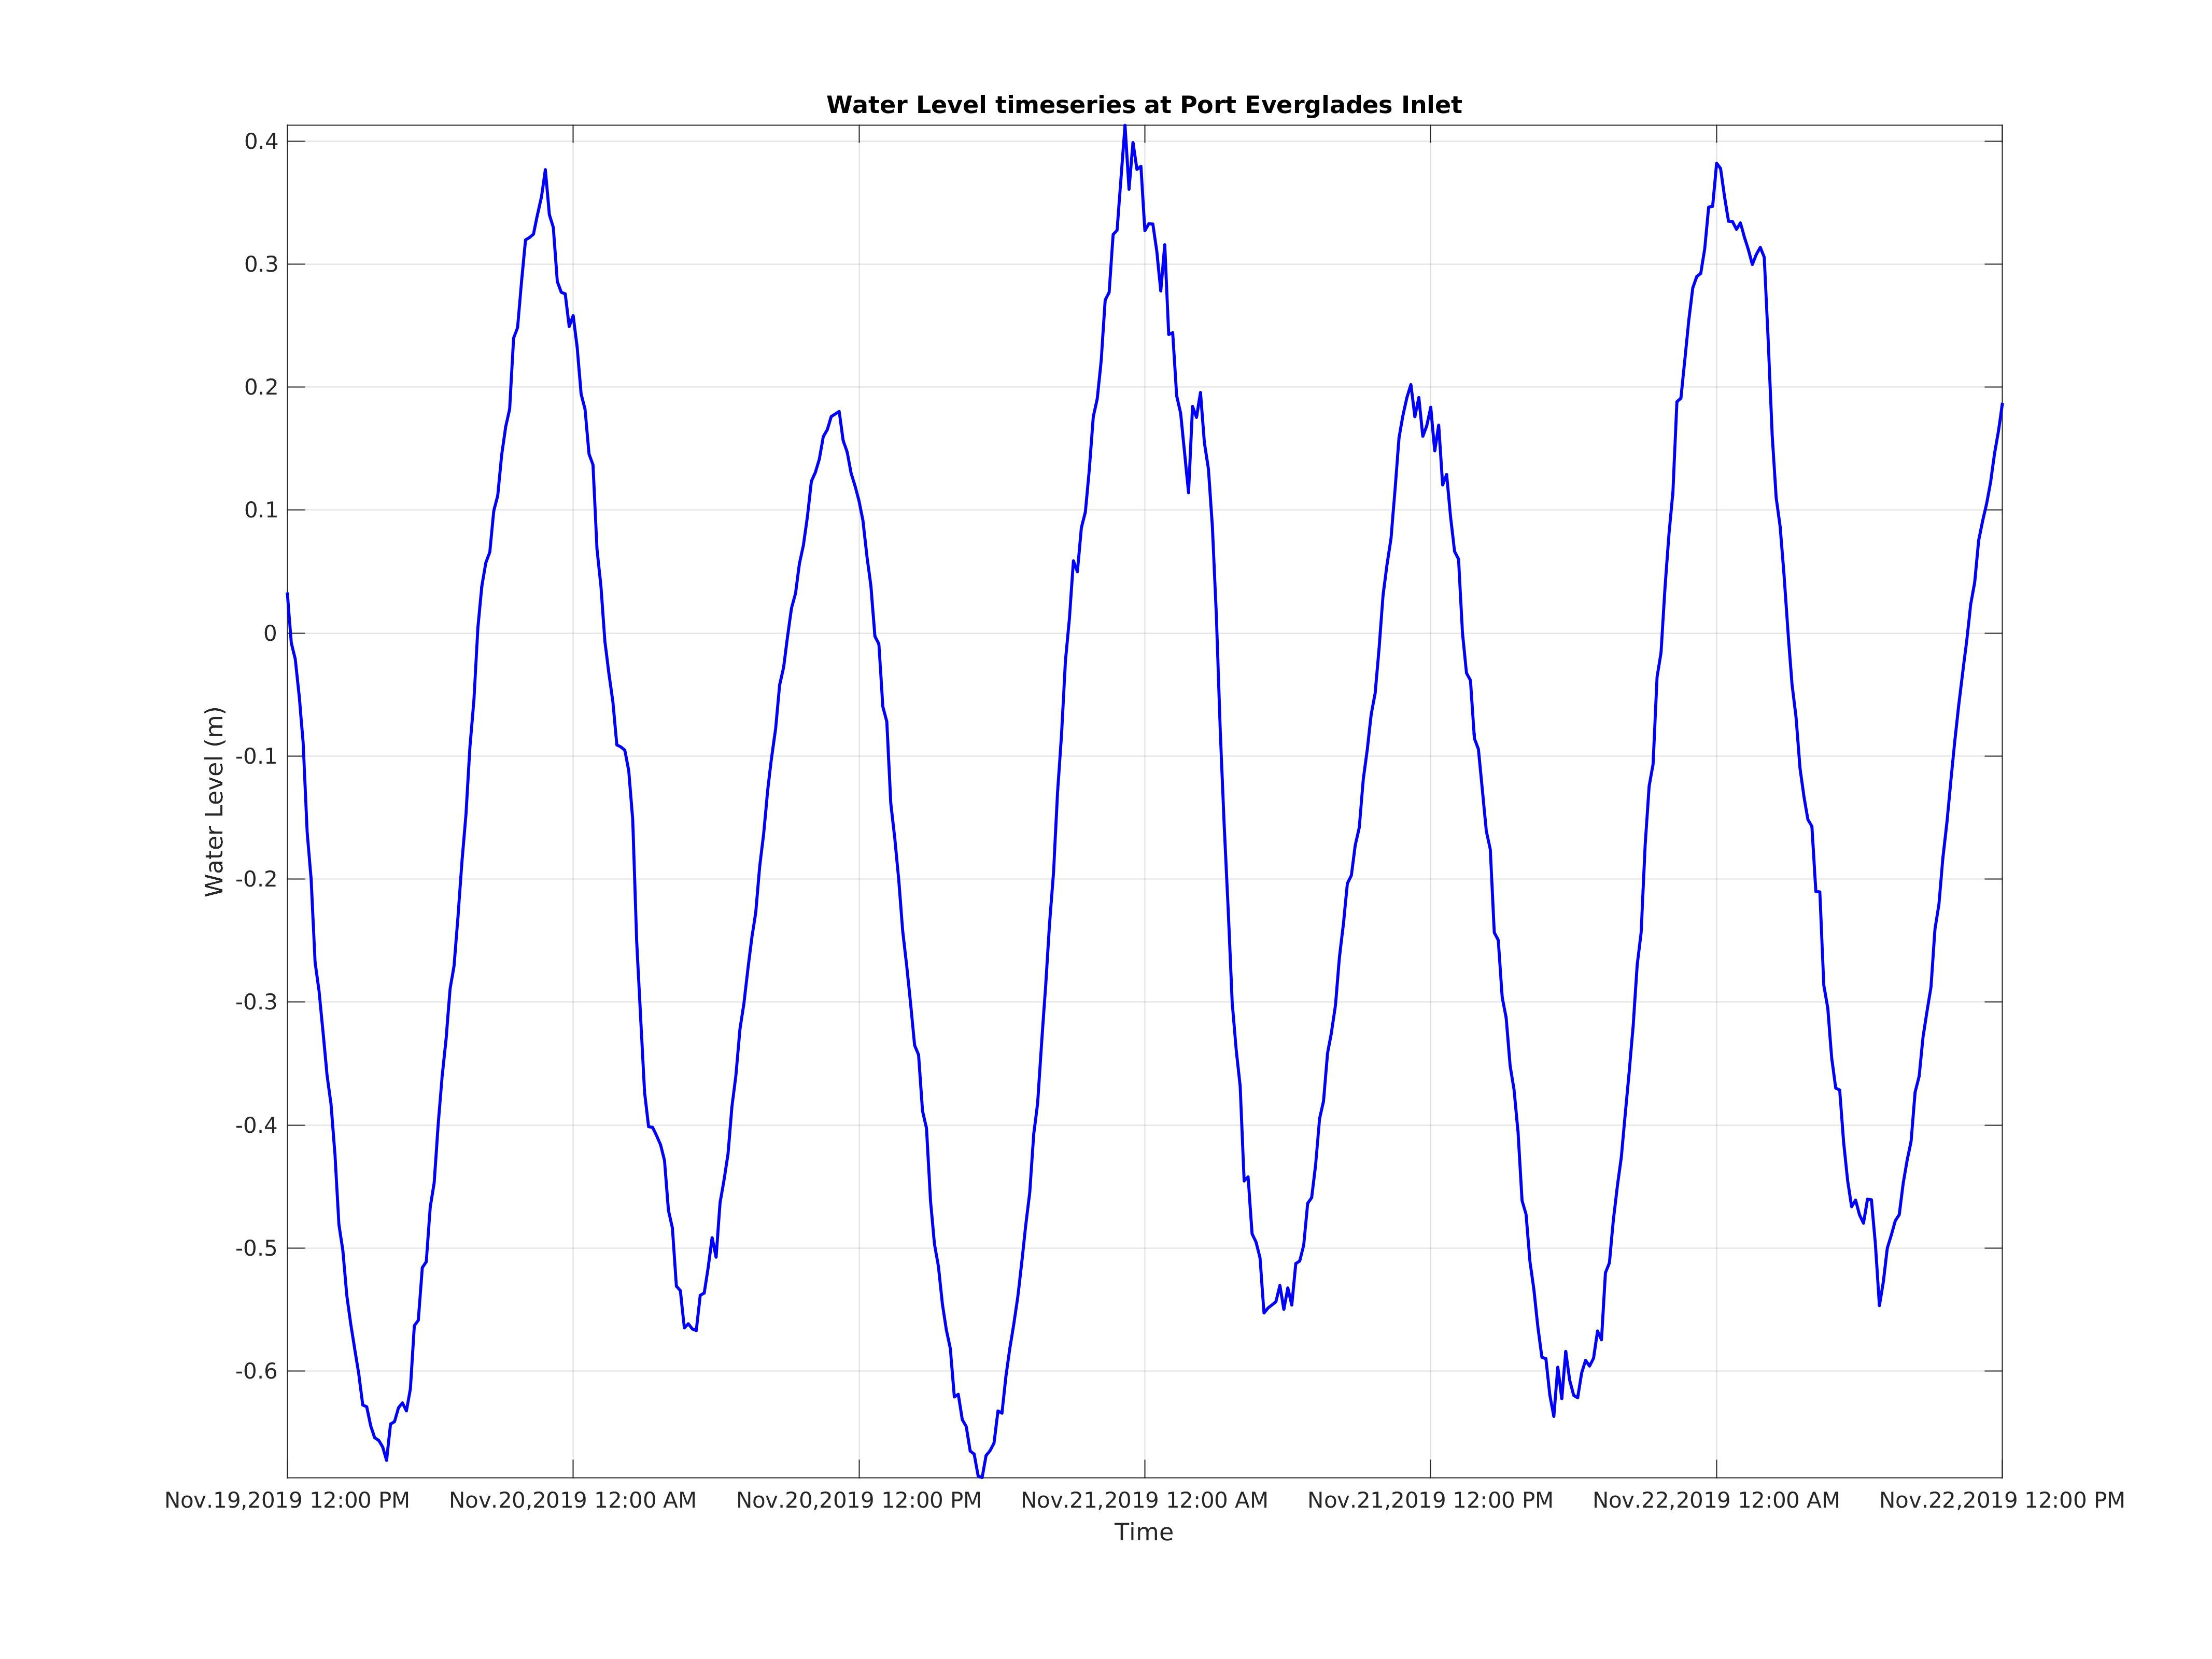 Water Level timeseries at Port Everglades Inlet
0.4
0.3
0.2
0.1
0
-0.1
-0.2
-0.3
-0.4
-0.5
-0.6
Water Level (m)
Nov.19,2019 12:00 PM
Nov.20,2019 12:00 AM
Nov.20,2019 12:00 PM
Nov.21,2019 12:00 AM
Nov.21,2019 12:00 PM
Nov.22,2019 12:00 AM
Nov.22,2019 12:00 PM
Time